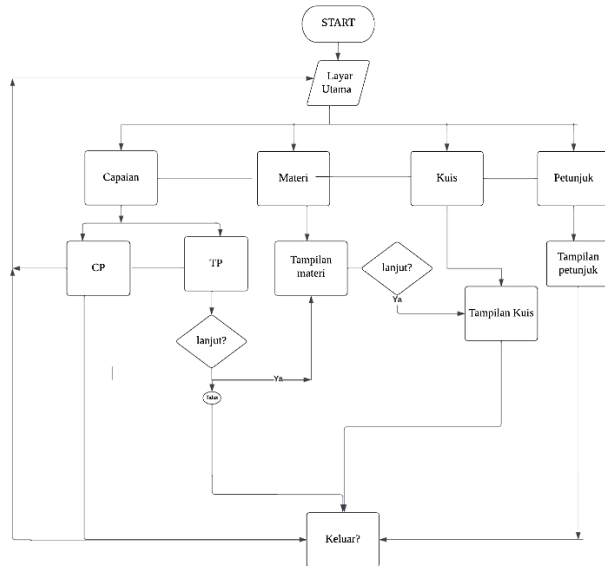 START
Layar
Utama
Capaian
Materi
Kuis
Petunjuk
CP
TP
Tampilan
materi
lanjut?
Tampilan
petunjuk
Ya
Tampilan Kuis
lanjut?
Ya
Keluar?